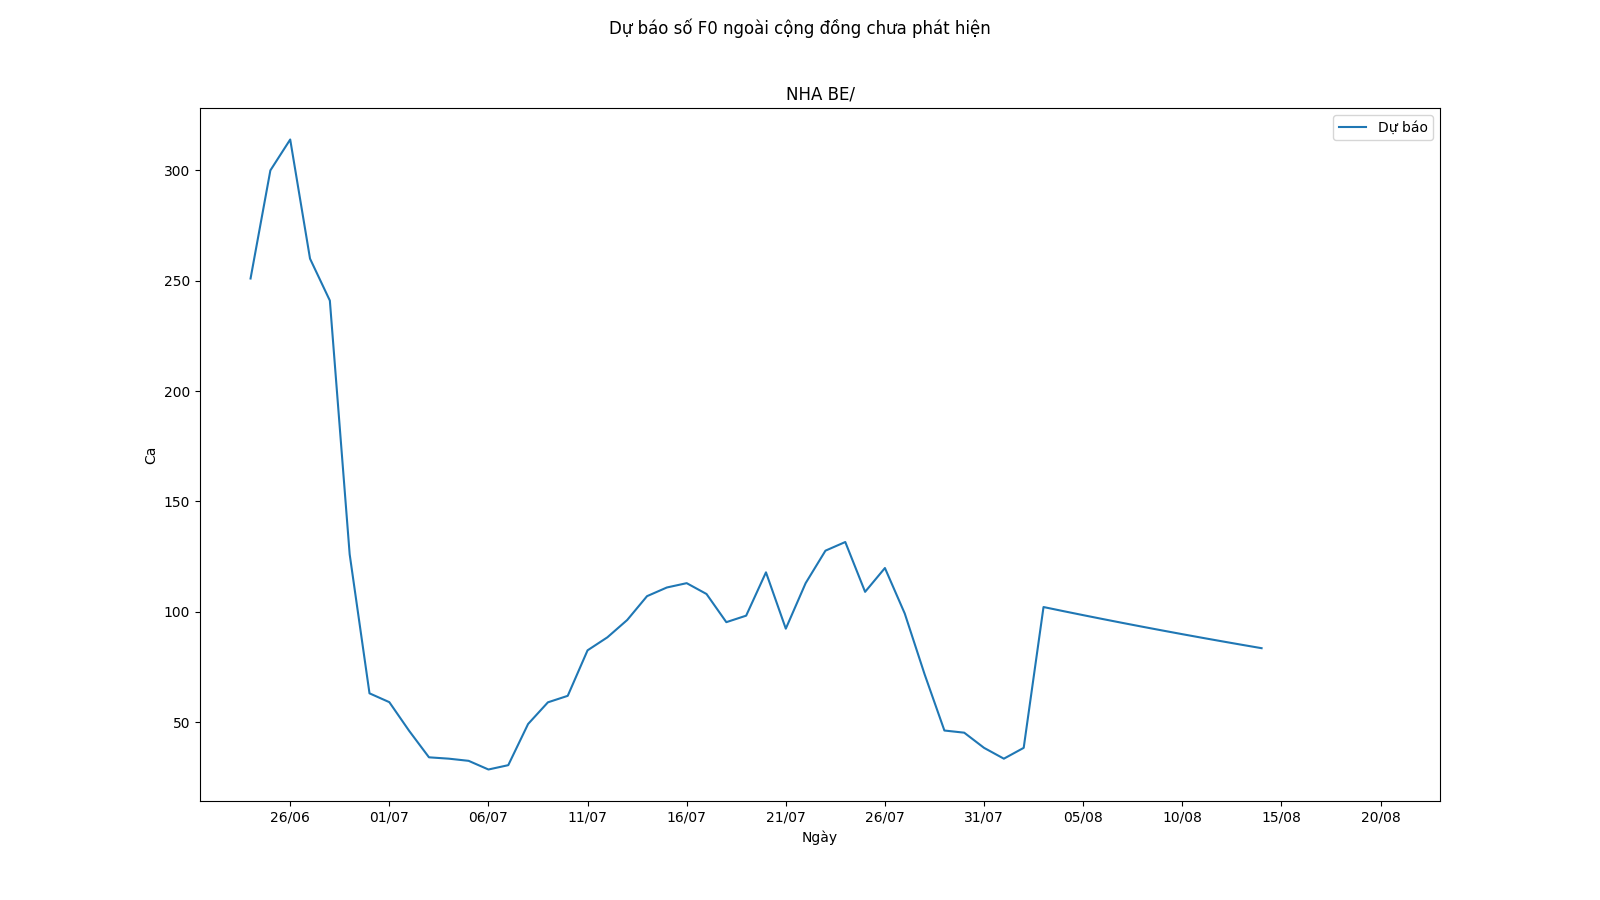 Dự báo số F0 ngoài cộng đồng chưa phát hiện
NHA BE/
Dự báo
300
250
200
150
100
50
Ca
26/06 01/07 06/07 11/07 16/07 21/07 26/07 31/07 05/08 10/08 15/08 20/08
Ngày